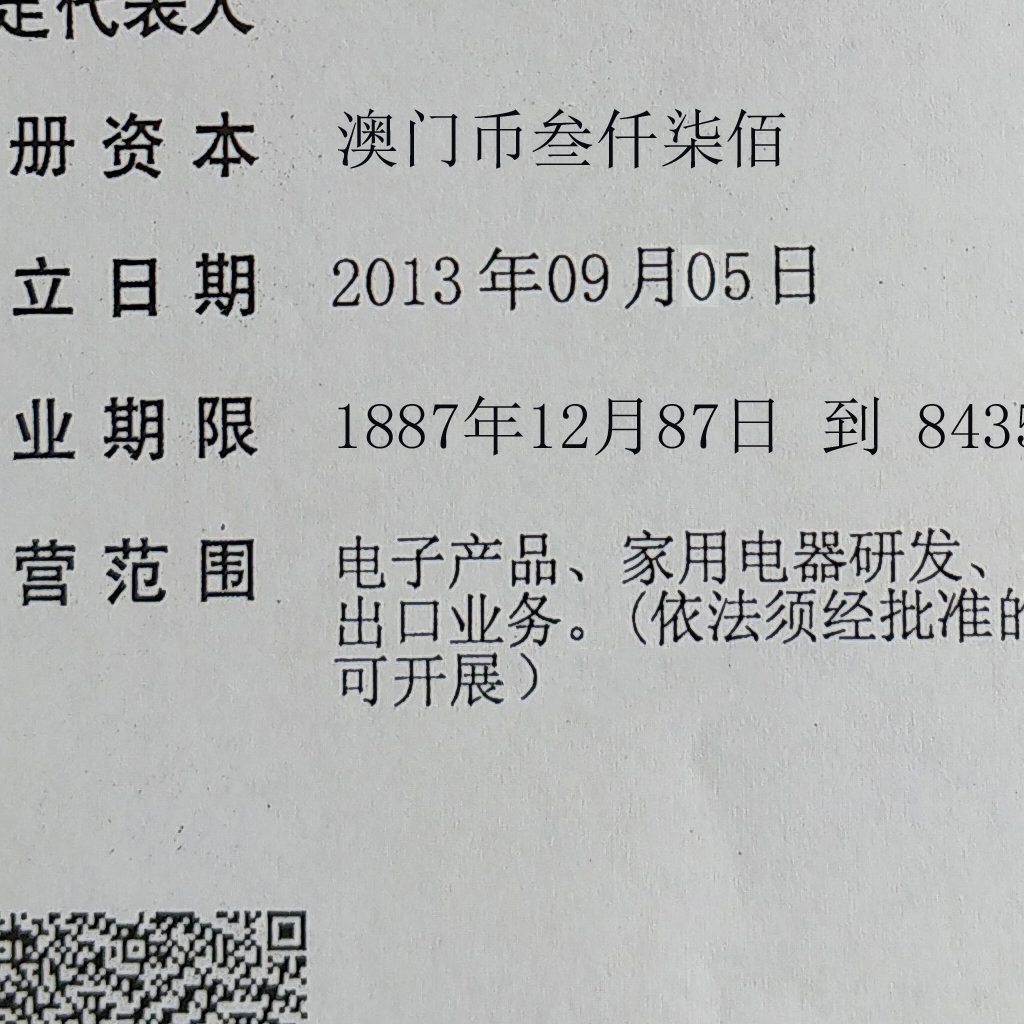 定代表人
册资本 澳门币叁仟柒佰
立日期 2013年09月05日
业期限 1887年12月87日 到 8435
营范围 电子产品、家用电器研发、
出口业务。(依法须经批准的
可开展)